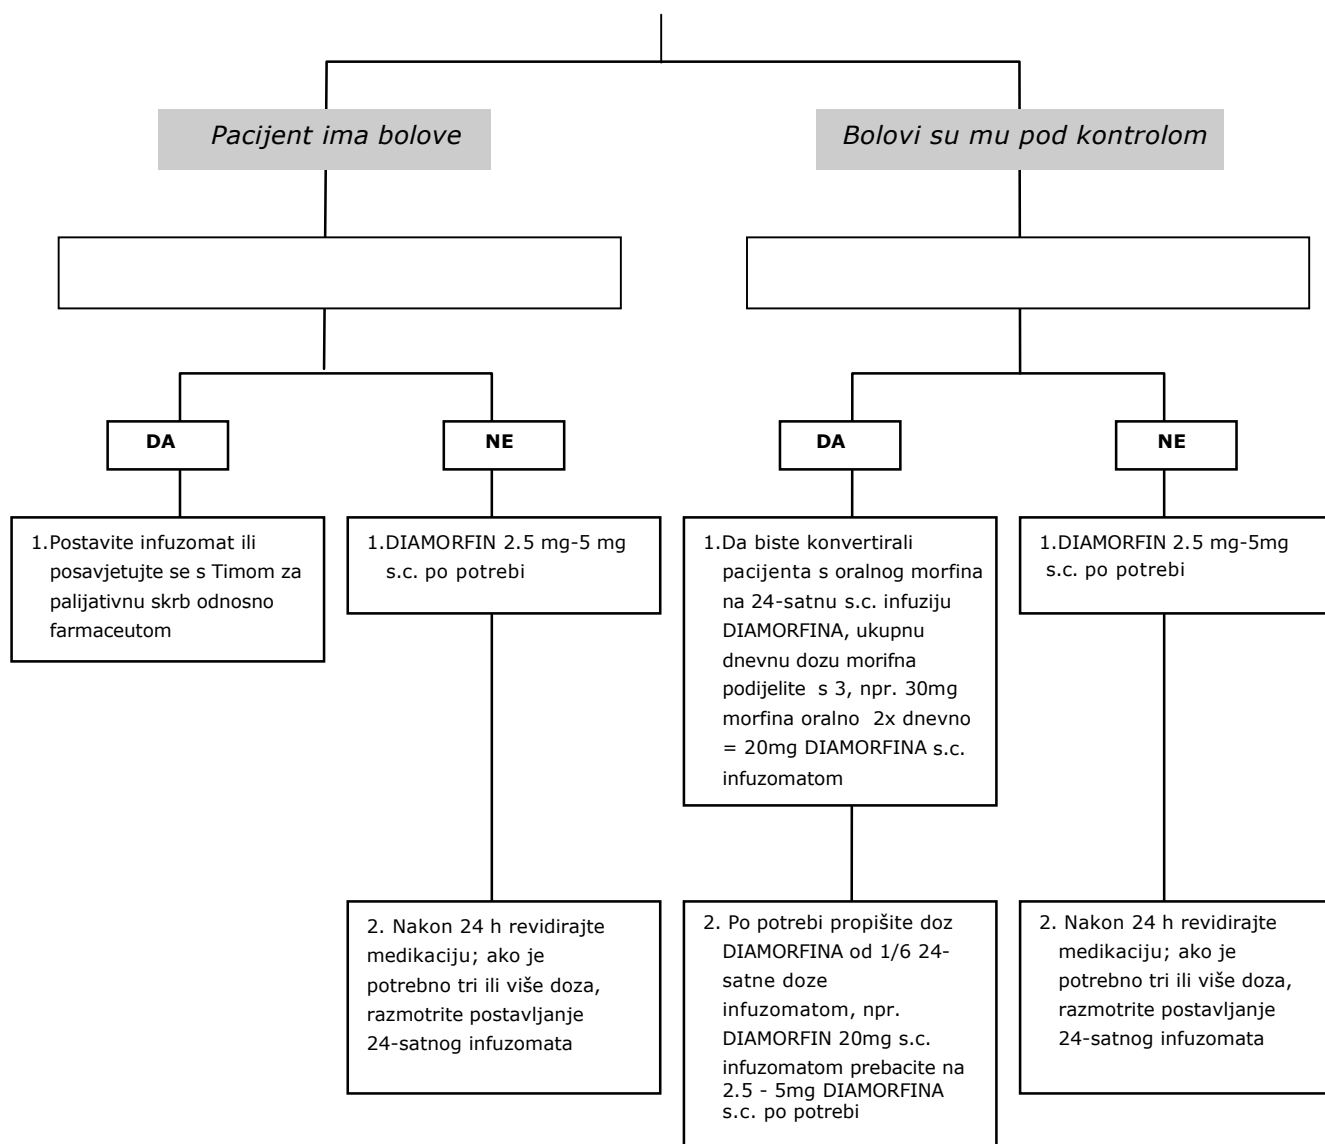 Pacijent ima bolove
Bolovi su mu pod kontrolom
DA
NE
DA
NE
1.Postavite infuzomat ili
posavjetujte se s Timom za
palijativnu skrb odnosno
farmaceutom
1.DIAMORFIN 2.5 mg-5 mg
s.c. po potrebi
1.Da biste konvertirali
pacijenta s oralnog morfina
na 24-satnu s.c. infuziju
DIAMORFINA, ukupnu
dnevnu dozu morifna
podijelite s 3, npr. 30mg
morfina oralno 2x dnevno
= 20mg DIAMORFINA s.c.
infuzomatom
1.DIAMORFIN 2.5 mg-5mg
s.c. po potrebi
2. Nakon 24 h revidirajte
medikaciju; ako je
potrebno tri ili više doza,
razmotrite postavljanje
24-satnog infuzomata
2. Po potrebi propišite doz
DIAMORFINA od 1/6 24-
satne doze
infuzomatom, npr.
DIAMORFIN 20mg s.c.
infuzomatom prebacite na
2.5 - 5mg DIAMORFINA
s.c. po potrebi
2. Nakon 24 h revidirajte
medikaciju; ako je
potrebno tri ili više doza,
razmotrite postavljanje
24-satnog infuzomata